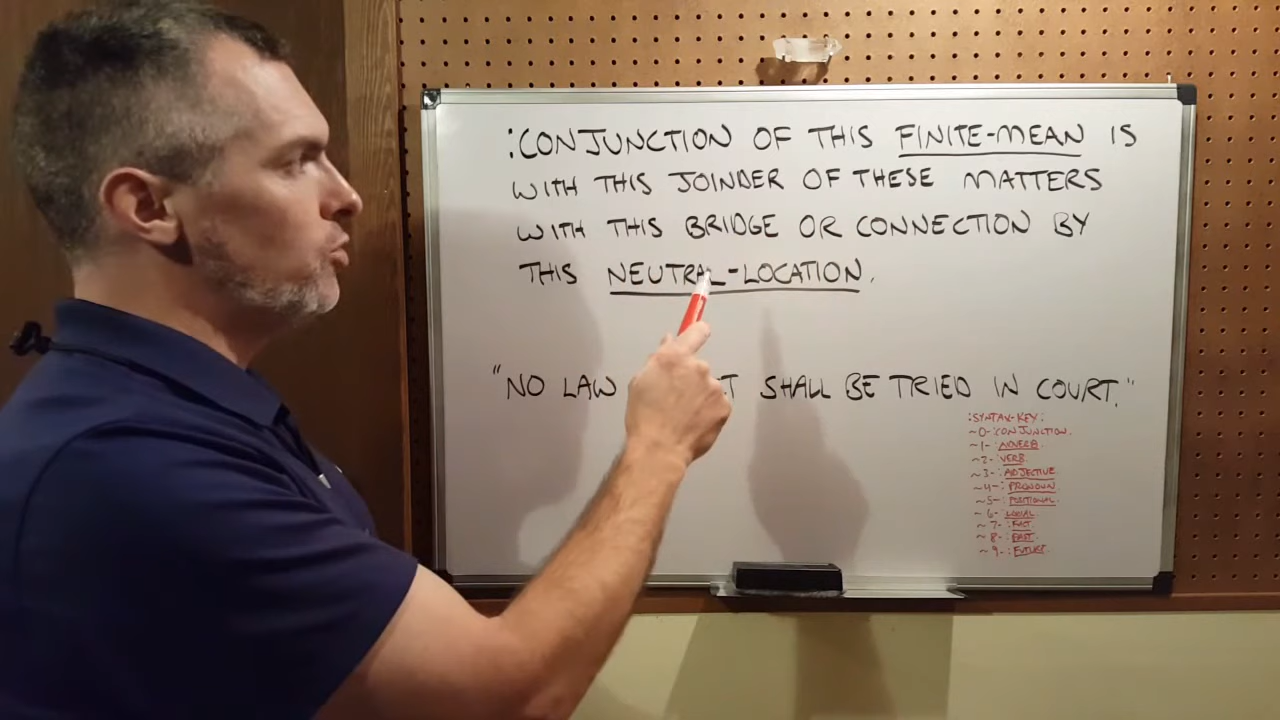 :CONJUNCTION OF THIS FINITE-MEAN IS
WITH THIS JOINDER OF THESE MATTERS
WITH THIS BRIDGE OR CONNECTION BY
THIS NEUTRAL-LOCATION.
"NO LAW SHALL BE TRIED IN COURT."
:SYNTAX-KEY:
~0-:CONJUNCTION.
~1-:ADVERB.
~2-:VERB.
~3-:ADJECTIVE.
~4-:PRONOUN.
~5-:POSITIONAL.
~6-:LODIAL.
~7-:FACT.
~8-:PAST.
~9-:FUTURE.